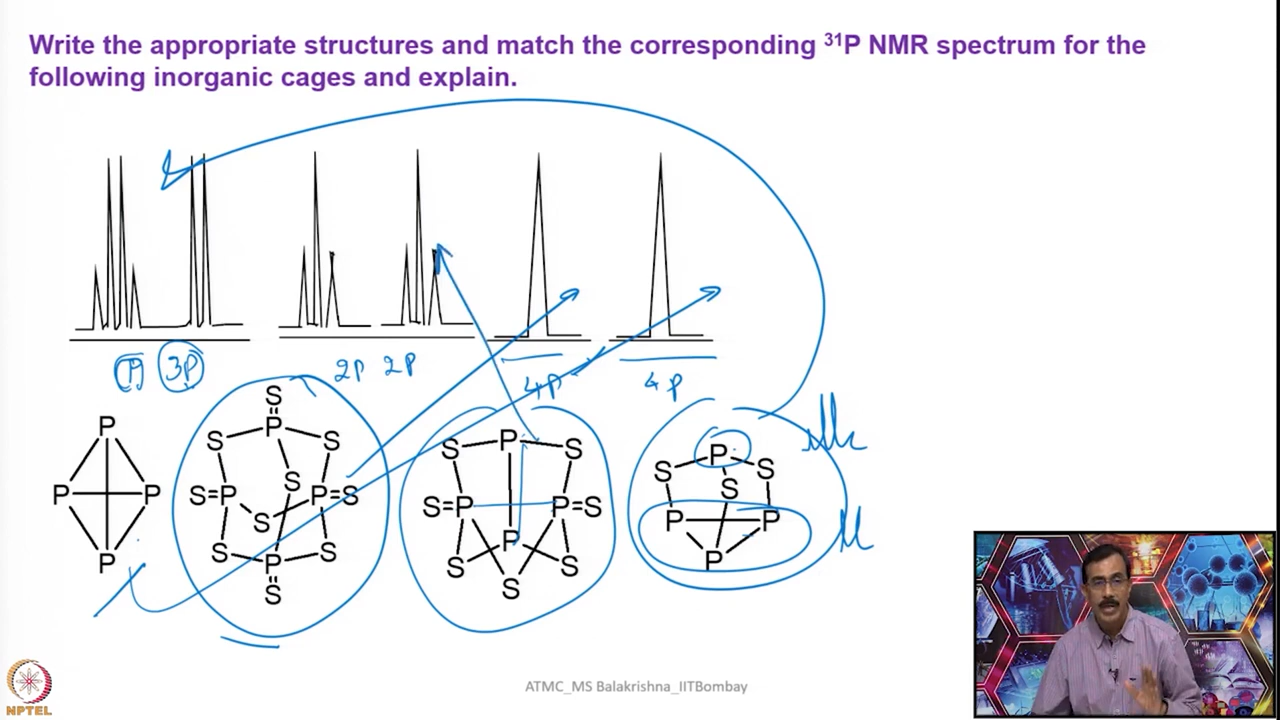 Write the appropriate structures and match the corresponding ³¹P NMR spectrum for the
following inorganic cages and explain.
3P
2P 2P
4P
4P
P
P P
P
S
P
S S
S=P S P=S
S
S S
P
S
S P S
S=P P=S
P
S S
S
P
S S
S
P P
P
ATMC_MS Balakrishna_IITBombay
NPTEL